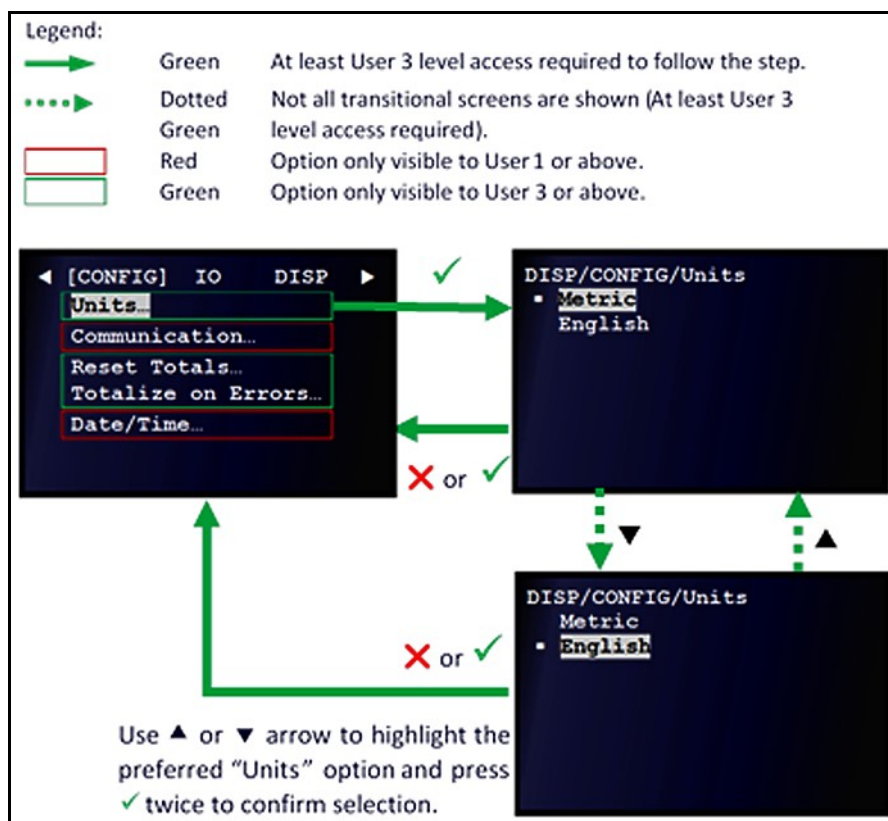 Legend:
Green At least User 3 level access required to follow the step.
Dotted Not all transitional screens are shown (At least User 3
Green level access required).
Red Option only visible to User 1 or above.
Green Option only visible to User 3 or above.
◄ [CONFIG] IO DISP ►
Units…
Communication…
Reset Totals…
Totalize on Errors…
Date/Time…
✓
DISP/CONFIG/Units
▪ Metric
English
✗ or ✓
▼
▲
DISP/CONFIG/Units
Metric
▪ English
✗ or ✓
Use ▲ or ▼ arrow to highlight the
preferred “Units” option and press
✓ twice to confirm selection.